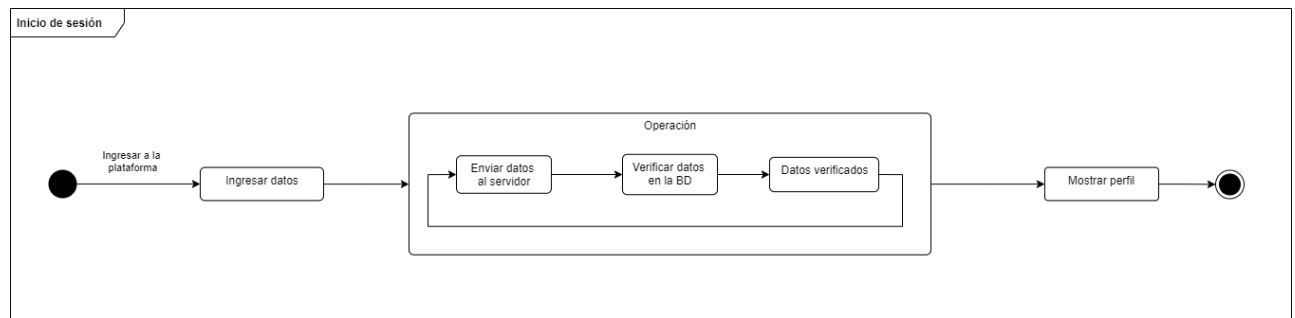 Inicio de sesión
Ingresar a la
plataforma
Ingresar datos
Operación
Enviar datos
al servidor
Verificar datos
en la BD
Datos verificados
Mostrar perfil